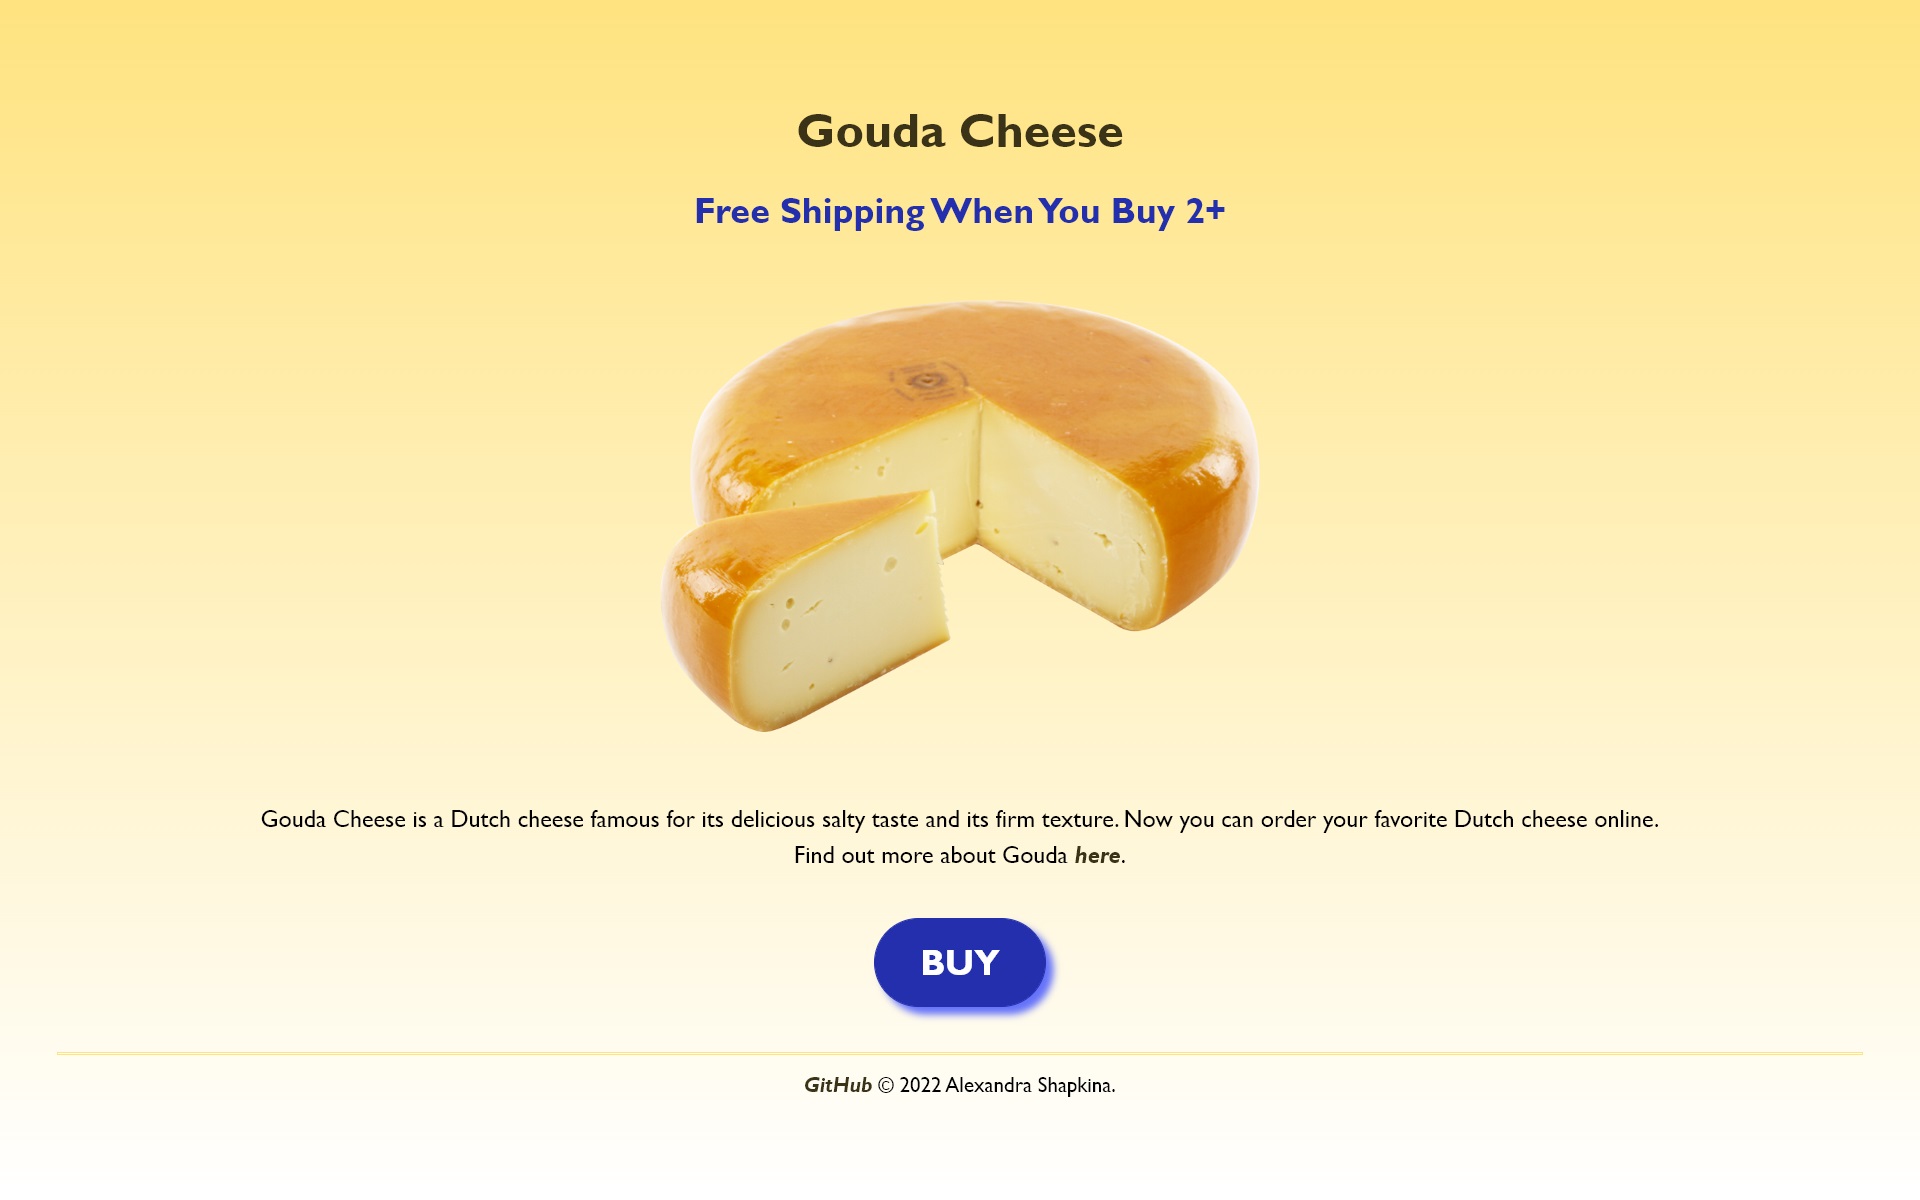 Gouda Cheese
Free Shipping When You Buy 2+
Gouda Cheese is a Dutch cheese famous for its delicious salty taste and its firm texture. Now you can order your favorite Dutch cheese online.
Find out more about Gouda here.
BUY
GitHub © 2022 Alexandra Shapkina.